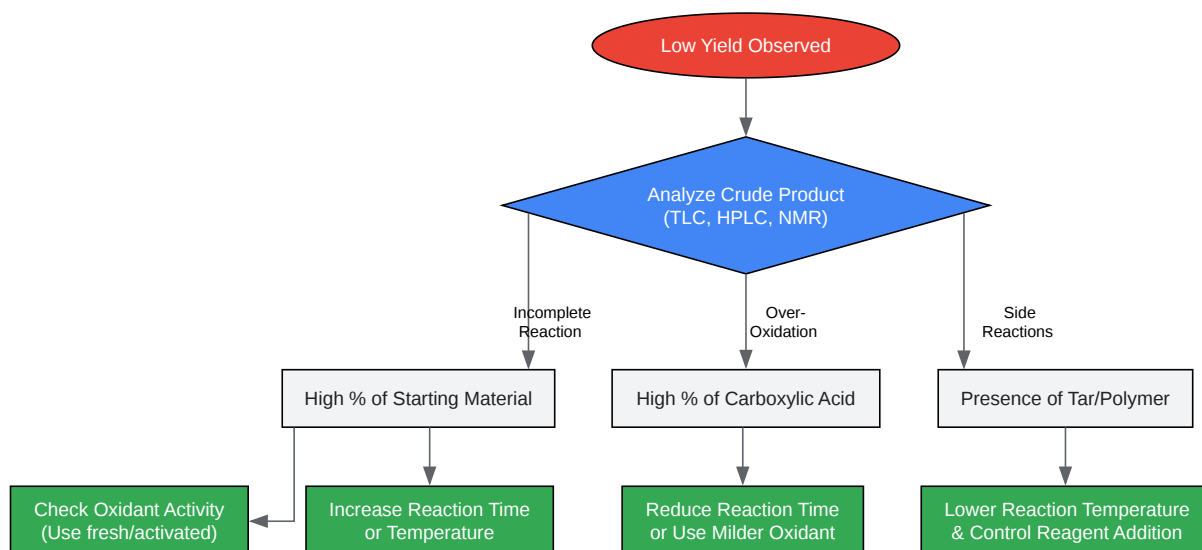 Low Yield Observed
Analyze Crude Product
(TLC, HPLC, NMR)
Incomplete
Reaction
Over-
Oxidation
Side
Reactions
High % of Starting Material
High % of Carboxylic Acid
Presence of Tar/Polymer
Check Oxidant Activity
(Use fresh/activated)
Increase Reaction Time
or Temperature
Reduce Reaction Time
or Use Milder Oxidant
Lower Reaction Temperature
& Control Reagent Addition